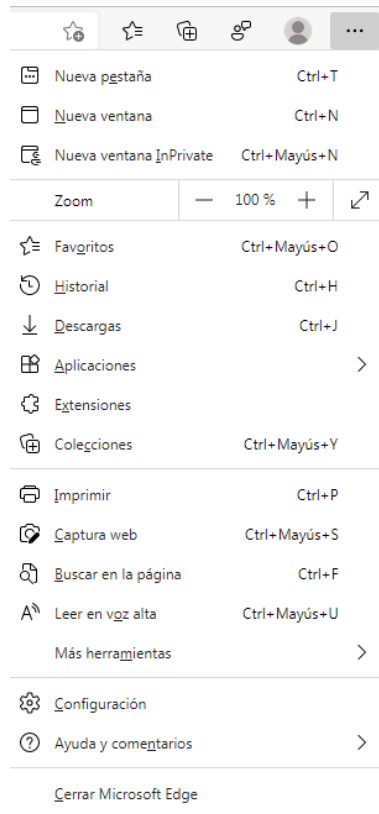 Nueva pestaña Ctrl+T
Nueva ventana Ctrl+N
Nueva ventana InPrivate Ctrl+Mayús+N
Zoom — 100 % +
Favoritos Ctrl+Mayús+O
Historial Ctrl+H
Descargas Ctrl+J
Aplicaciones
Extensiones
Colecciones Ctrl+Mayús+Y
Imprimir Ctrl+P
Captura web Ctrl+Mayús+S
Buscar en la página Ctrl+F
Leer en voz alta Ctrl+Mayús+U
Más herramientas
Configuración
Ayuda y comentarios
Cerrar Microsoft Edge